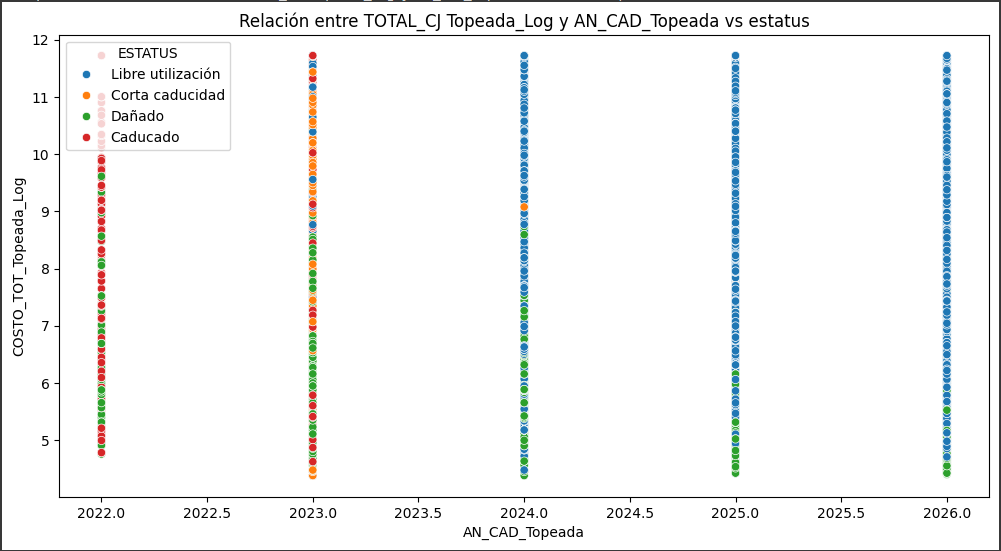 Relación entre TOTAL_CJ Topeada_Log y AN_CAD_Topeada vs estatus
12
11
10
9
8
7
6
5
COSTO_TOT_Topeada_Log
ESTATUS
Libre utilización
Corta caducidad
Dañado
Caducado
2022.0 2022.5 2023.0 2023.5 2024.0 2024.5 2025.0 2025.5 2026.0
AN_CAD_Topeada